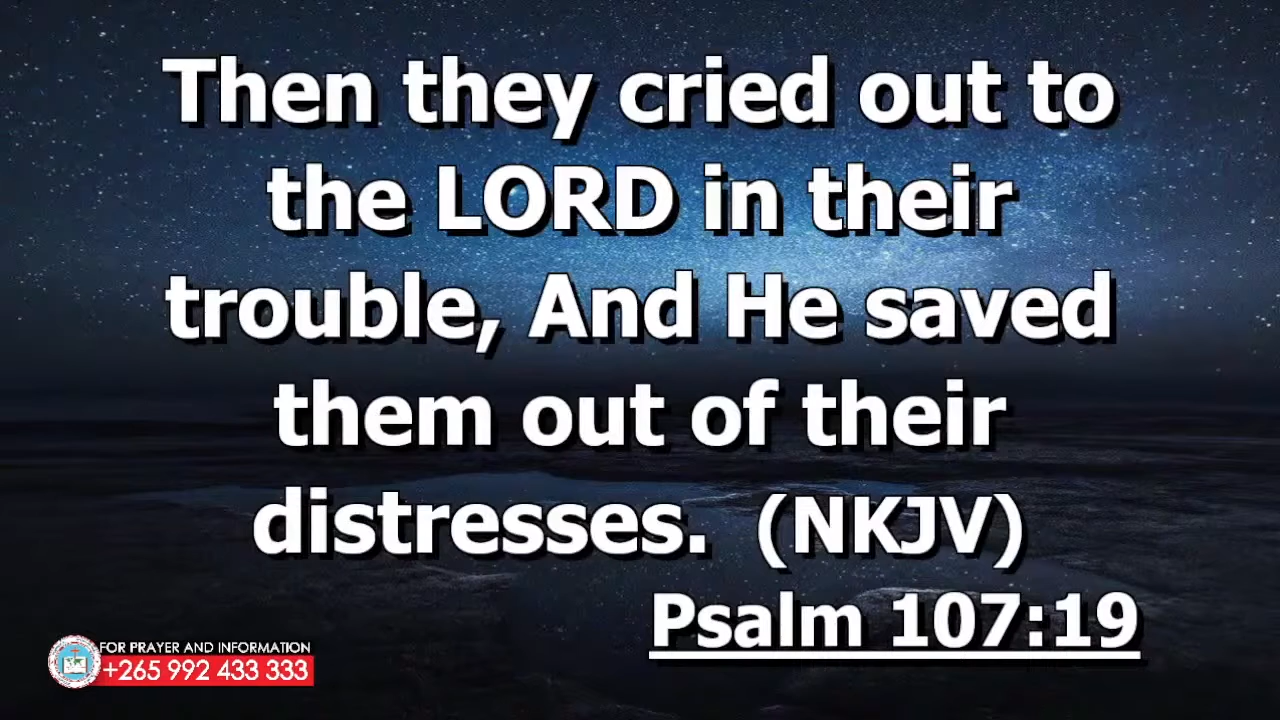 Then they cried out to
the LORD in their
trouble, And He saved
them out of their
distresses.  (NKJV)
Psalm 107:19
FOR PRAYER AND INFORMATION
+265 992 433 333